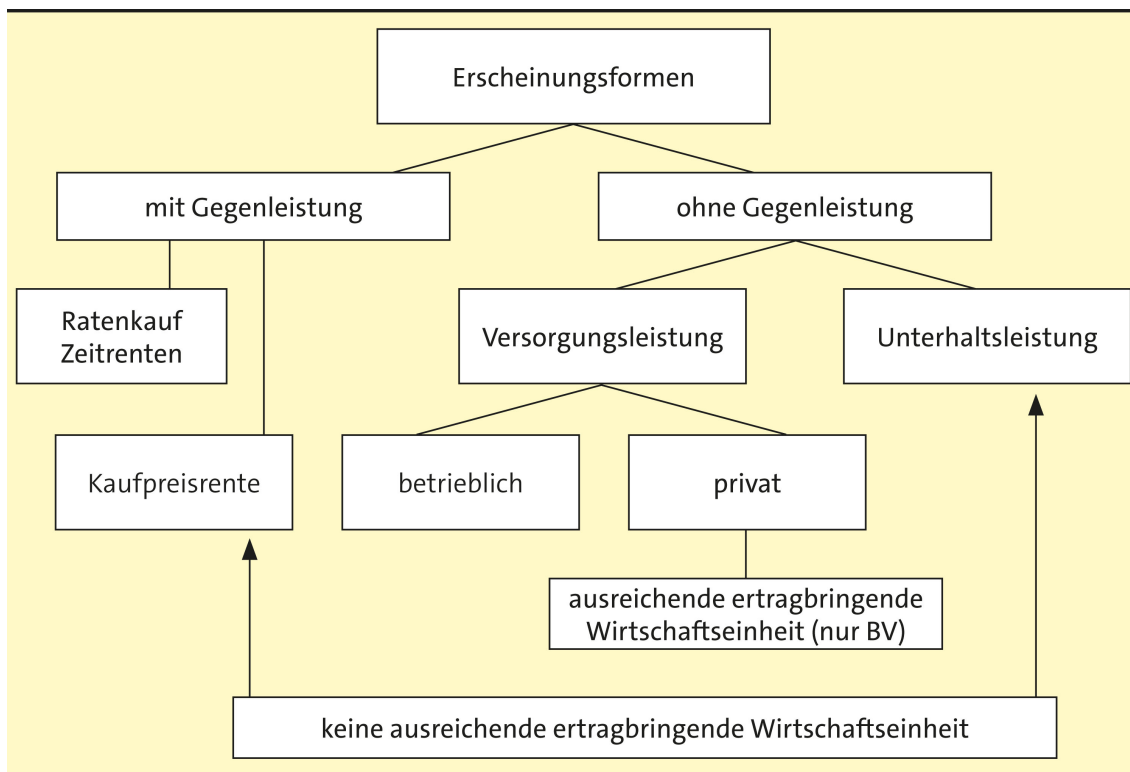 Erscheinungsformen
mit Gegenleistung
ohne Gegenleistung
Ratenkauf
Zeitrenten
Versorgungsleistung
Unterhaltsleistung
Kaufpreisrente
betrieblich
privat
ausreichende ertragbringende
Wirtschaftseinheit (nur BV)
keine ausreichende ertragbringende Wirtschaftseinheit